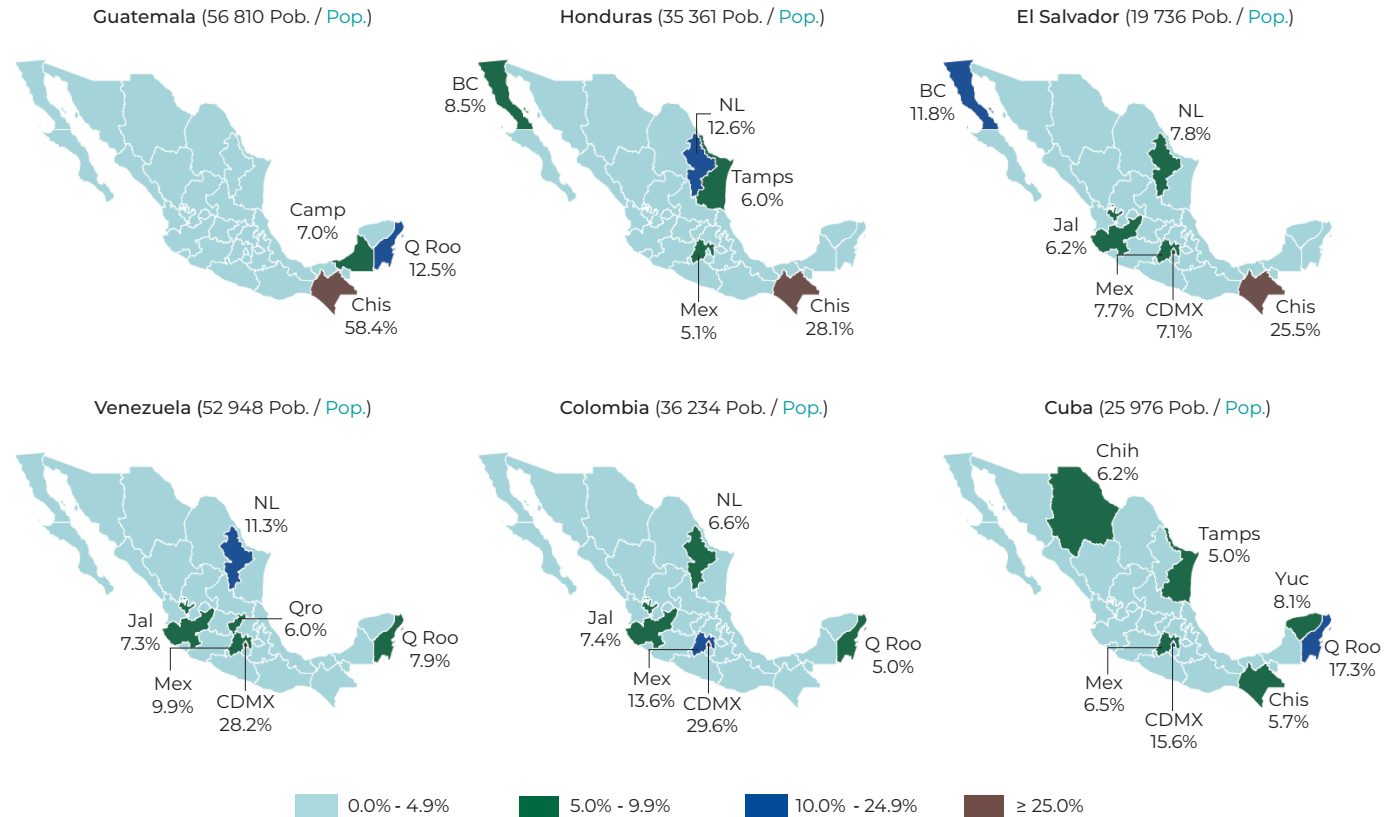 Guatemala (56 810 Pob. / Pop.)
Camp
7.0%
Q Roo
12.5%
Chis
58.4%
Honduras (35 361 Pob. / Pop.)
BC
8.5%
NL
12.6%
Tamps
6.0%
Mex
5.1%
Chis
28.1%
El Salvador (19 736 Pob. / Pop.)
BC
11.8%
NL
7.8%
Jal
6.2%
Mex
7.7%
CDMX
7.1%
Chis
25.5%
Venezuela (52 948 Pob. / Pop.)
NL
11.3%
Jal
7.3%
Qro
6.0%
Q Roo
7.9%
Mex
9.9%
CDMX
28.2%
Colombia (36 234 Pob. / Pop.)
NL
6.6%
Jal
7.4%
Q Roo
5.0%
Mex
13.6%
CDMX
29.6%
Cuba (25 976 Pob. / Pop.)
Chih
6.2%
Tamps
5.0%
Yuc
8.1%
Q Roo
17.3%
Mex
6.5%
CDMX
15.6%
Chis
5.7%
0.0% - 4.9%
5.0% - 9.9%
10.0% - 24.9%
≥ 25.0%